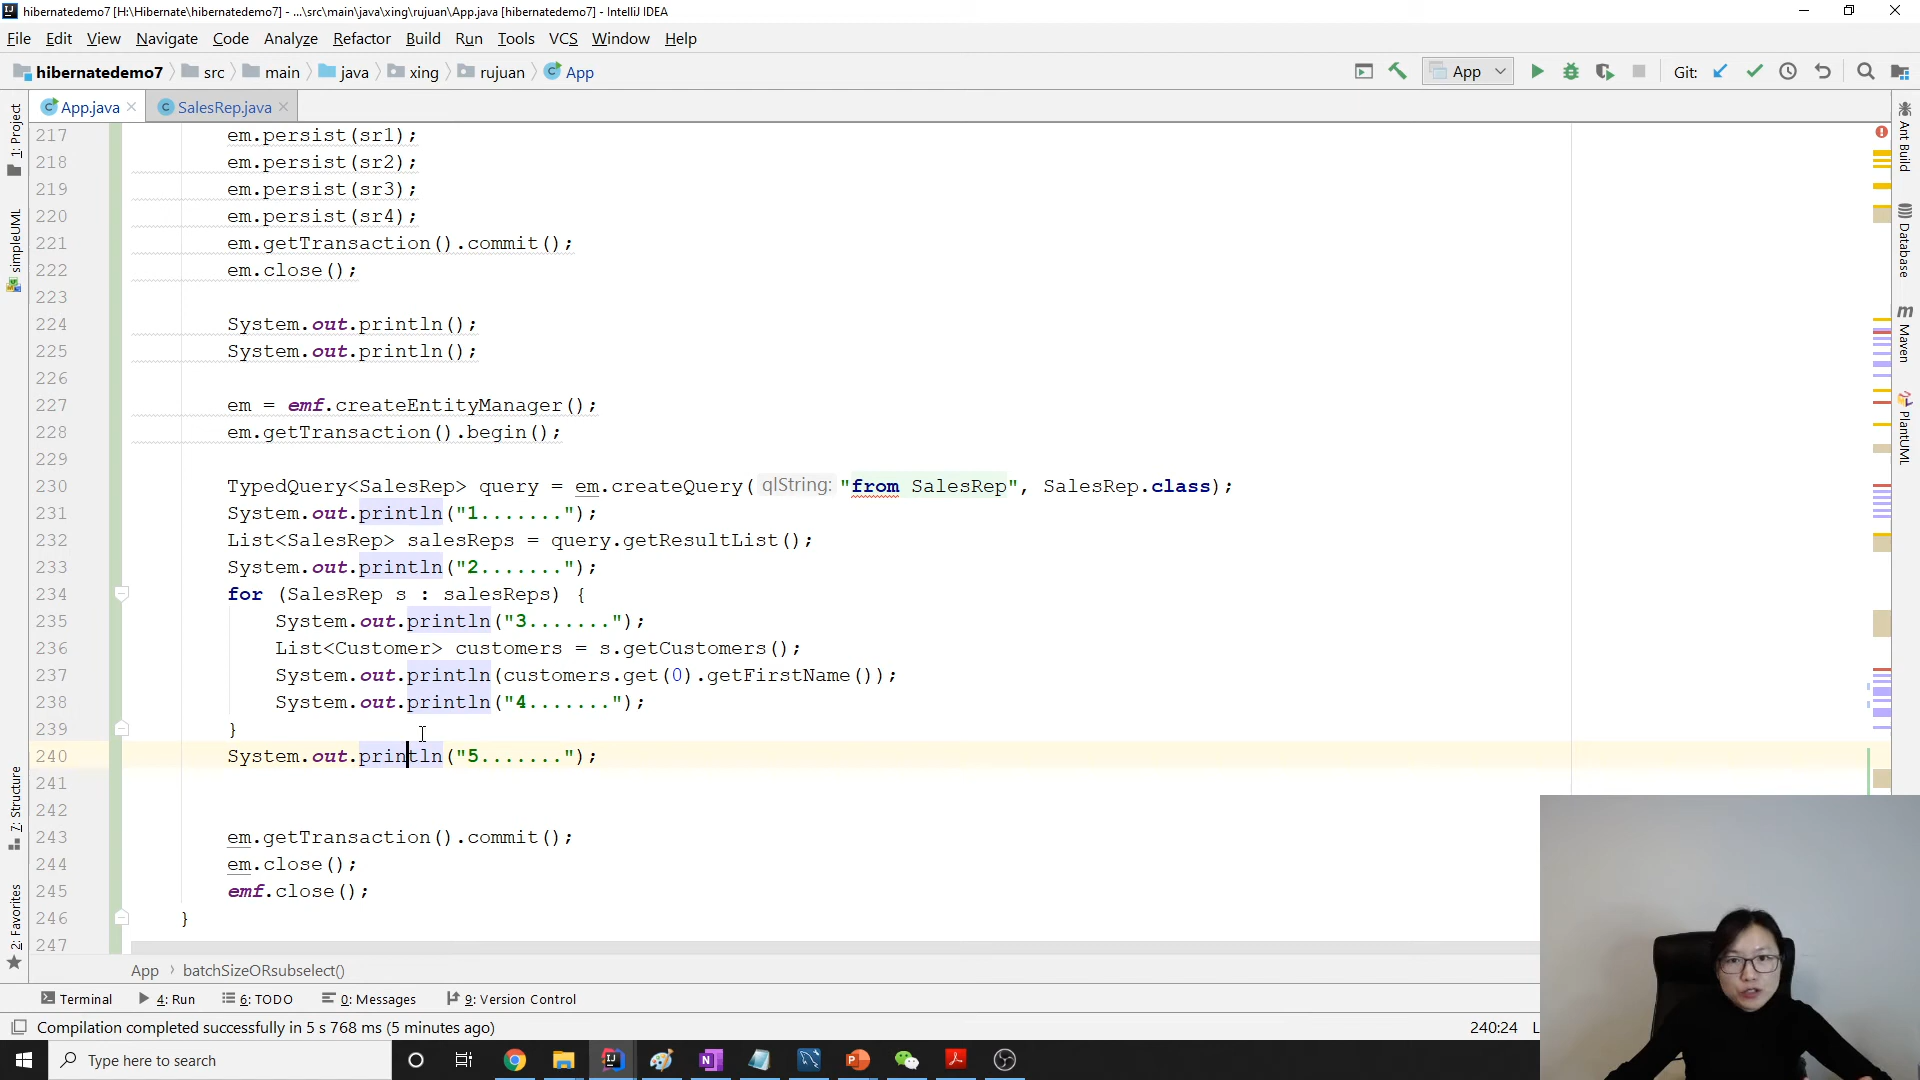 hibernatedemo7 [H:\Hibernate\hibernatedemo7] - ...\src\main\java\xing\rujuan\App.java [hibernatedemo7] - IntelliJ IDEA
File Edit View Navigate Code Analyze Refactor Build Run Tools VCS Window Help
hibernatedemo7 src main java xing rujuan App
App Git:
App.java SalesRep.java
1: Project
simpleUML
7: Structure
2: Favorites
217 em.persist(sr1);
218 em.persist(sr2);
219 em.persist(sr3);
220 em.persist(sr4);
221 em.getTransaction().commit();
222 em.close();
223
224 System.out.println();
225 System.out.println();
226
227 em = emf.createEntityManager();
228 em.getTransaction().begin();
229
230 TypedQuery<SalesRep> query = em.createQuery( qlString: "from SalesRep", SalesRep.class);
231 System.out.println("1.......");
232 List<SalesRep> salesReps = query.getResultList();
233 System.out.println("2.......");
234 for (SalesRep s : salesReps) {
235 System.out.println("3.......");
236 List<Customer> customers = s.getCustomers();
237 System.out.println(customers.get(0).getFirstName());
238 System.out.println("4.......");
239 }
240 System.out.println("5.......");
241
242
243 em.getTransaction().commit();
244 em.close();
245 emf.close();
246 }
247
Ant Build
Database
Maven
PlantUML
App batchSizeORsubselect()
Terminal 4: Run 6: TODO 0: Messages 9: Version Control
Compilation completed successfully in 5 s 768 ms (5 minutes ago) 240:24
Type here to search